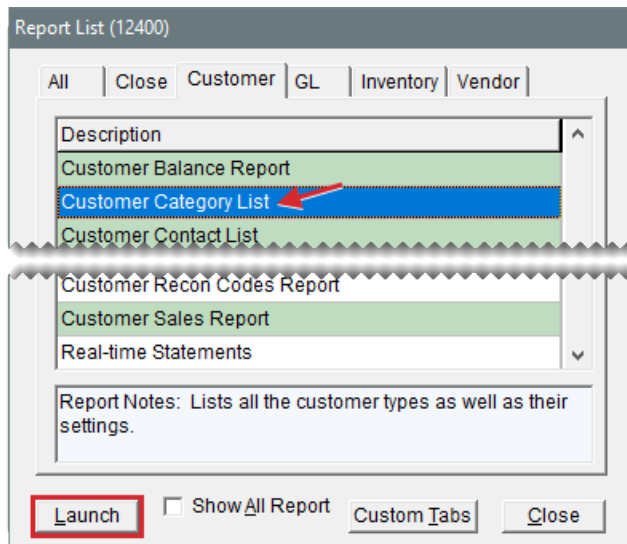 Report List (12400)
All Close Customer GL Inventory Vendor
Description
Customer Balance Report
Customer Category List
Customer Contact List
Customer Recon Codes Report
Customer Sales Report
Real-time Statements
Report Notes: Lists all the customer types as well as their
settings.
Launch Show All Report Custom Tabs Close